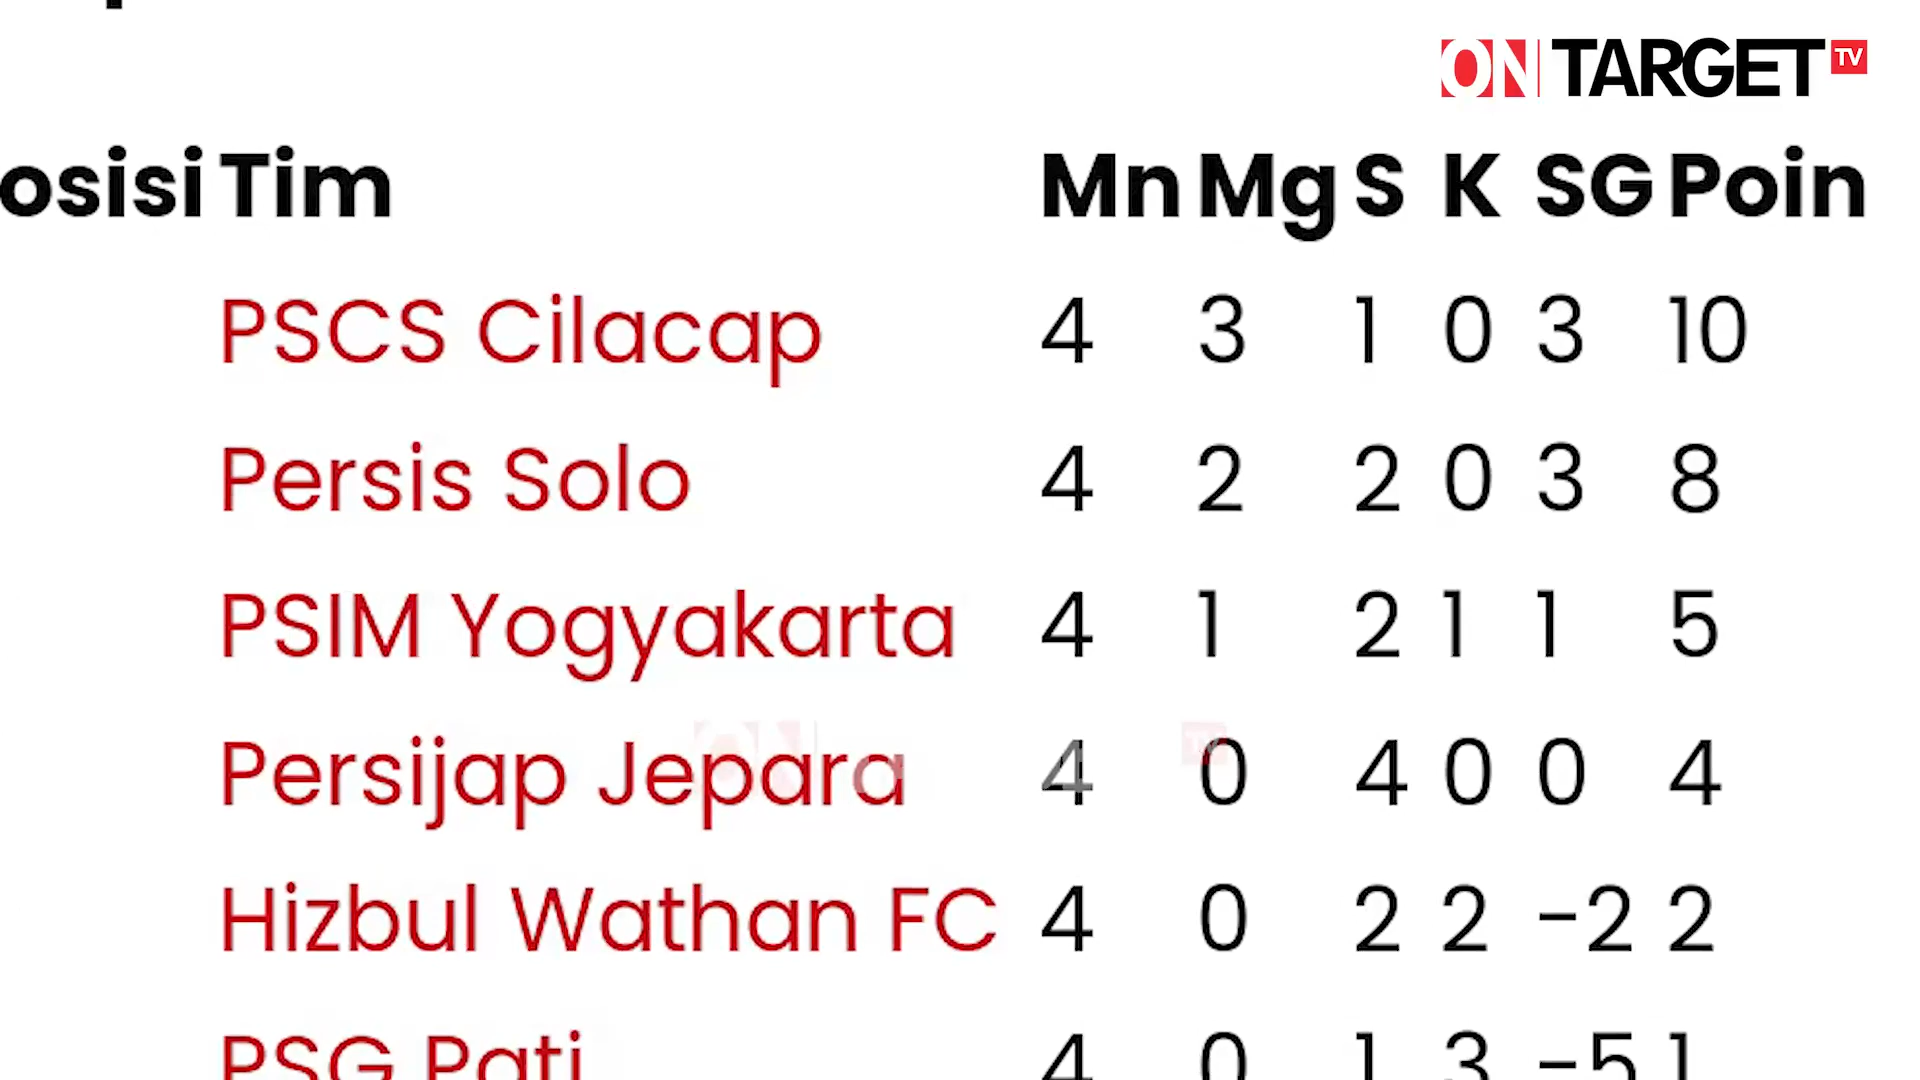 ON TARGET TV
osisi Tim Mn Mg S K SG Poin
PSCS Cilacap 4 3 1 0 3 10
Persis Solo 4 2 2 0 3 8
PSIM Yogyakarta 4 1 2 1 1 5
Persijap Jepara 4 0 4 0 0 4
Hizbul Wathan FC 4 0 2 2 -2 2
PSG Pati 4 0 1 3 -5 1